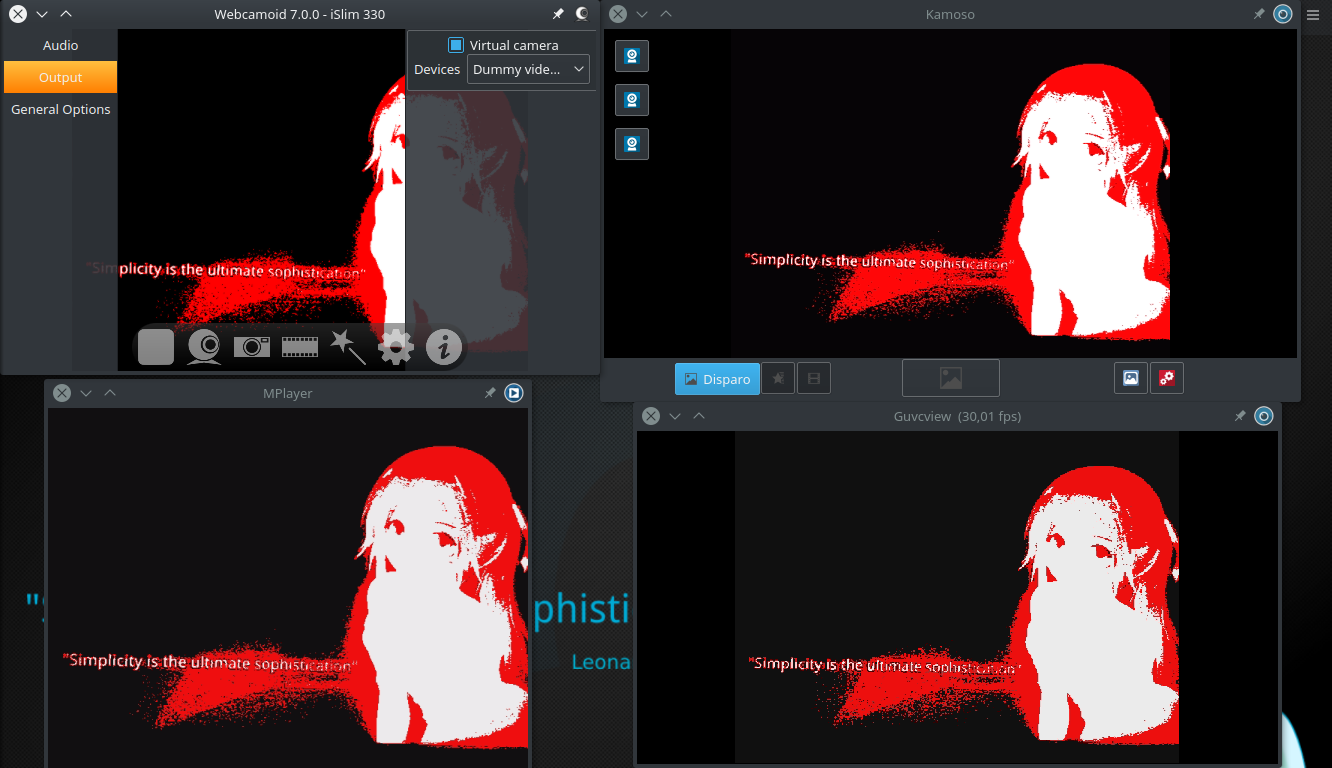 Webcamoid 7.0.0 - iSlim 330
Audio
Output
General Options
Virtual camera
Devices
Dummy vide...
"Simplicity is the ultimate sophistication"
Kamoso
"Simplicity is the ultimate sophistication"
Disparo
MPlayer
"Simplicity is the ultimate sophistication"
Guvcview (30,01 fps)
"Simplicity is the ultimate sophistication"
phisti
Leona